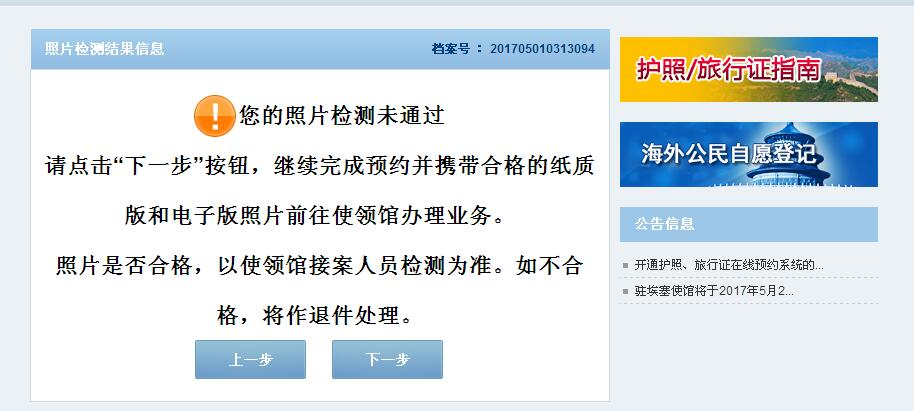 照片检测结果信息
档案号 : 201705010313094
您的照片检测未通过
请点击“下一步”按钮，继续完成预约并携带合格的纸质
版和电子版照片前往使领馆办理业务。
照片是否合格，以使领馆接案人员检测为准。如不合
格，将作退件处理。
上一步
下一步
护照/旅行证指南
海外公民自愿登记
公告信息
开通护照、旅行证在线预约系统的...
驻埃塞使馆将于2017年5月2...